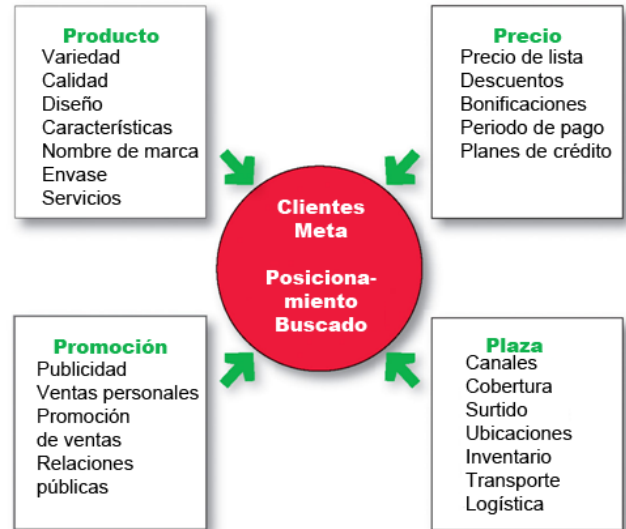 Producto
Variedad
Calidad
Diseño
Características
Nombre de marca
Envase
Servicios
Precio
Precio de lista
Descuentos
Bonificaciones
Periodo de pago
Planes de crédito
Clientes
Meta
Posiciona-
miento
Buscado
Promoción
Publicidad
Ventas personales
Promoción
de ventas
Relaciones
públicas
Plaza
Canales
Cobertura
Surtido
Ubicaciones
Inventario
Transporte
Logística